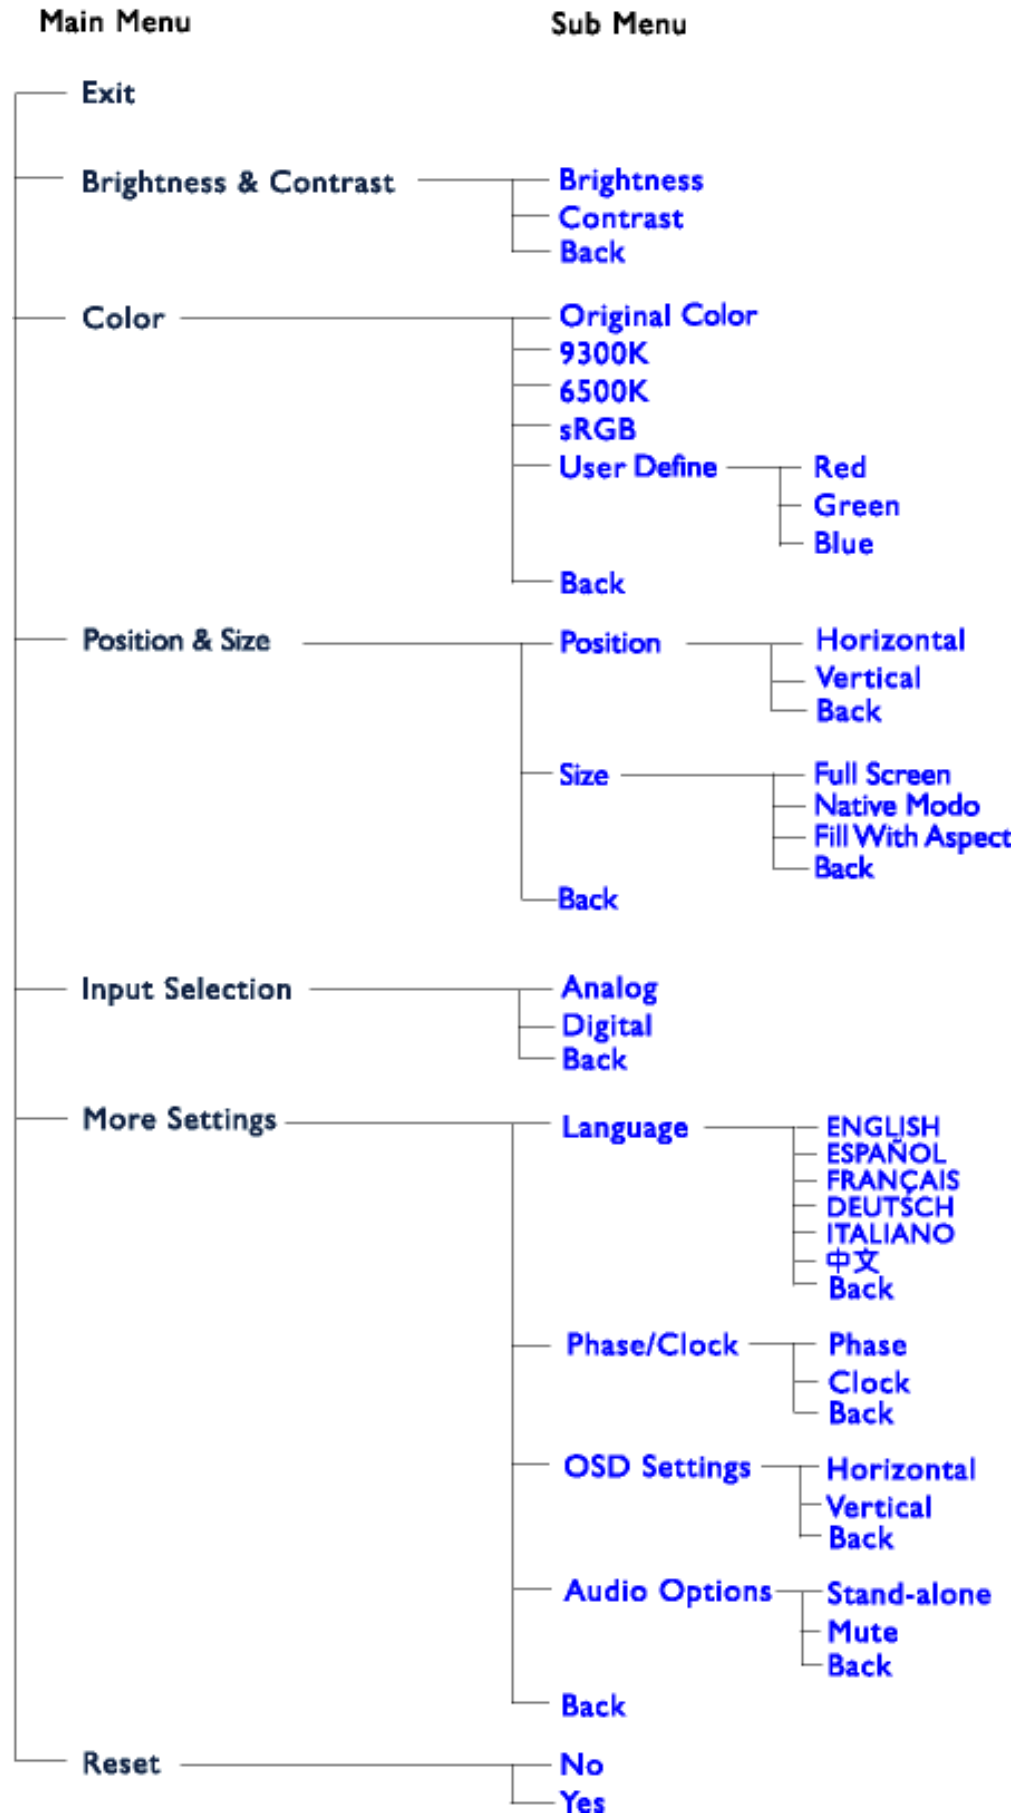 Main Menu Sub Menu
Exit
Brightness & Contrast Brightness
Contrast
Back
Color Original Color
9300K
6500K
sRGB
User Define Red
Green
Blue
Back
Position & Size Position Horizontal
Vertical
Back
Size Full Screen
Native Modo
Fill With Aspect
Back
Back
Input Selection Analog
Digital
Back
More Settings Language ENGLISH
ESPAÑOL
FRANÇAIS
DEUTSCH
ITALIANO
中文
Back
Phase/Clock Phase
Clock
Back
OSD Settings Horizontal
Vertical
Back
Audio Options Stand-alone
Mute
Back
Back
Reset No
Yes